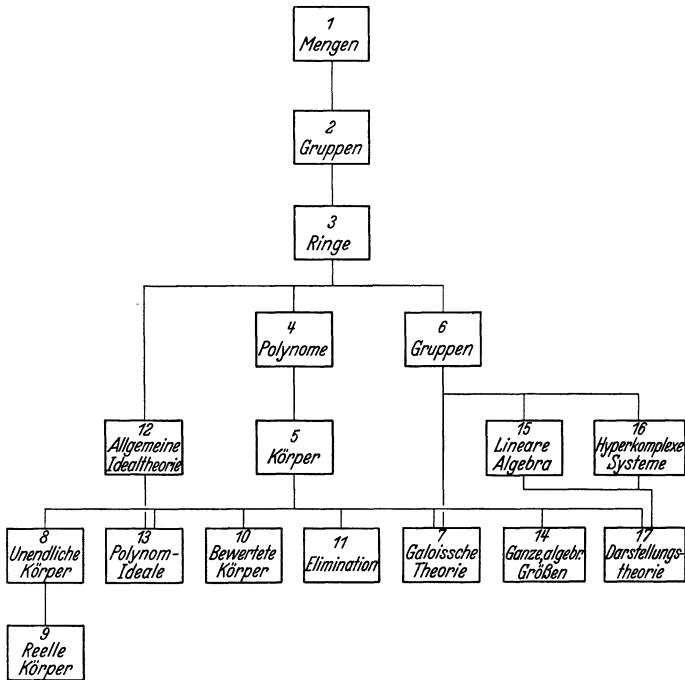 1
Mengen
2
Gruppen
3
Ringe
4
Polynome
6
Gruppen
12
Allgemeine
Idealtheorie
5
Körper
15
Lineare
Algebra
16
Hyperkomplexe
Systeme
8
Unendliche
Körper
13
Polynom-
Ideale
10
Bewertete
Körper
11
Elimination
7
Galoissche
Theorie
14
Ganze, algebr.
Größen
17
Darstellungs-
theorie
9
Reelle
Körper